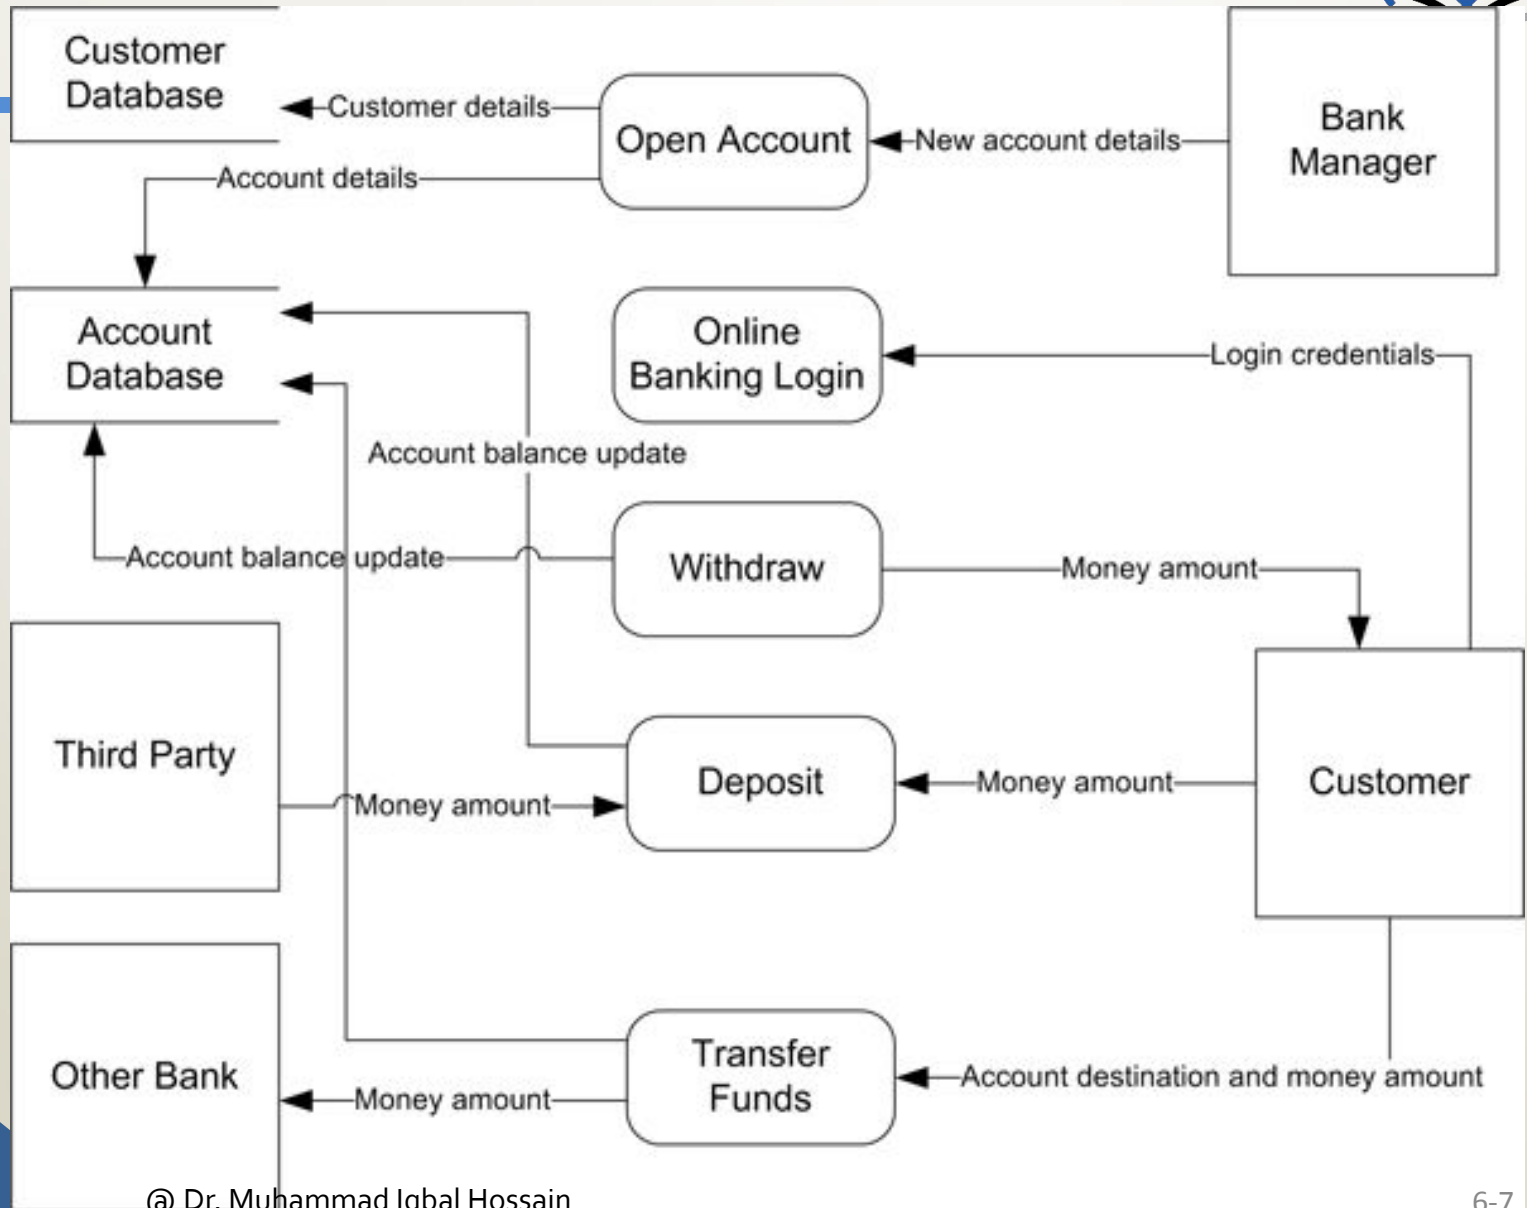 Customer
Database
Customer details
Open Account
New account details
Bank
Manager
Account details
Account
Database
Online
Banking Login
Login credentials
Account balance update
Account balance update
Withdraw
Money amount
Third Party
Money amount
Deposit
Money amount
Customer
Other Bank
Money amount
Transfer
Funds
Account destination and money amount
@ Dr. Muhammad Iqbal Hossain
6-7